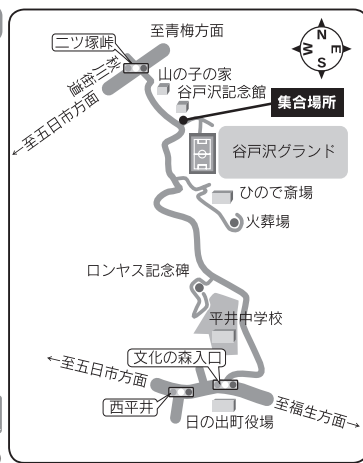 至青梅方面
二ツ塚峠
秋川街道
山の子の家
谷戸沢記念館
集合場所
←至五日市方面
谷戸沢グランド
ひので斎場
火葬場
ロンヤス記念碑
平井中学校
←至五日市方面
文化の森入口
西平井
日の出町役場
至福生方面→
N
W
E
S